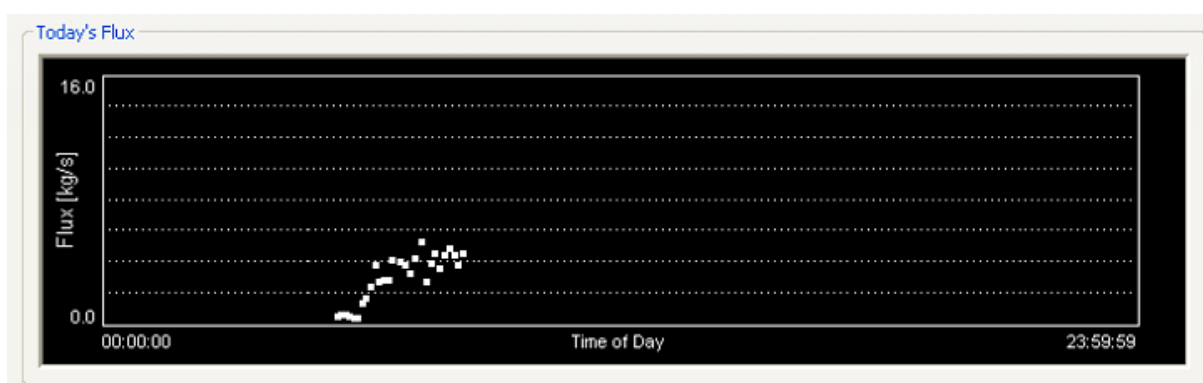 Today's Flux
16.0
Flux [kg/s]
0.0
00:00:00 Time of Day 23:59:59